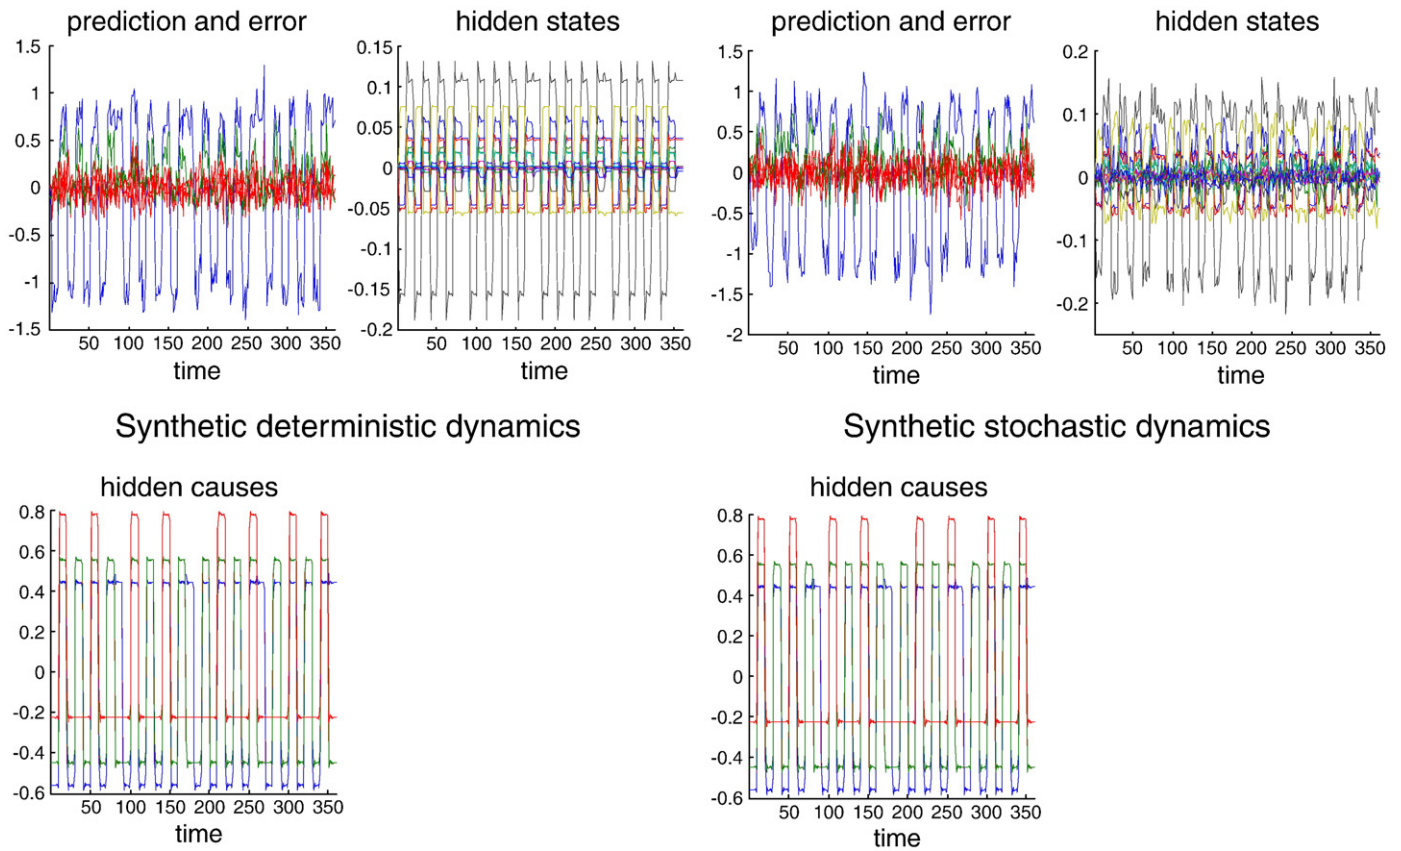 prediction and error
hidden states
prediction and error
hidden states
1.5
1
0.5
0
-0.5
-1
-1.5
50 100 150 200 250 300 350
time
0.15
0.1
0.05
0
-0.05
-0.1
-0.15
-0.2
50 100 150 200 250 300 350
time
1.5
1
0.5
0
-0.5
-1
-1.5
-2
50 100 150 200 250 300 350
time
0.2
0.1
0
-0.1
-0.2
50 100 150 200 250 300 350
time
Synthetic deterministic dynamics
Synthetic stochastic dynamics
hidden causes
0.8
0.6
0.4
0.2
0
-0.2
-0.4
-0.6
50 100 150 200 250 300 350
time
hidden causes
0.8
0.6
0.4
0.2
0
-0.2
-0.4
-0.6
50 100 150 200 250 300 350
time